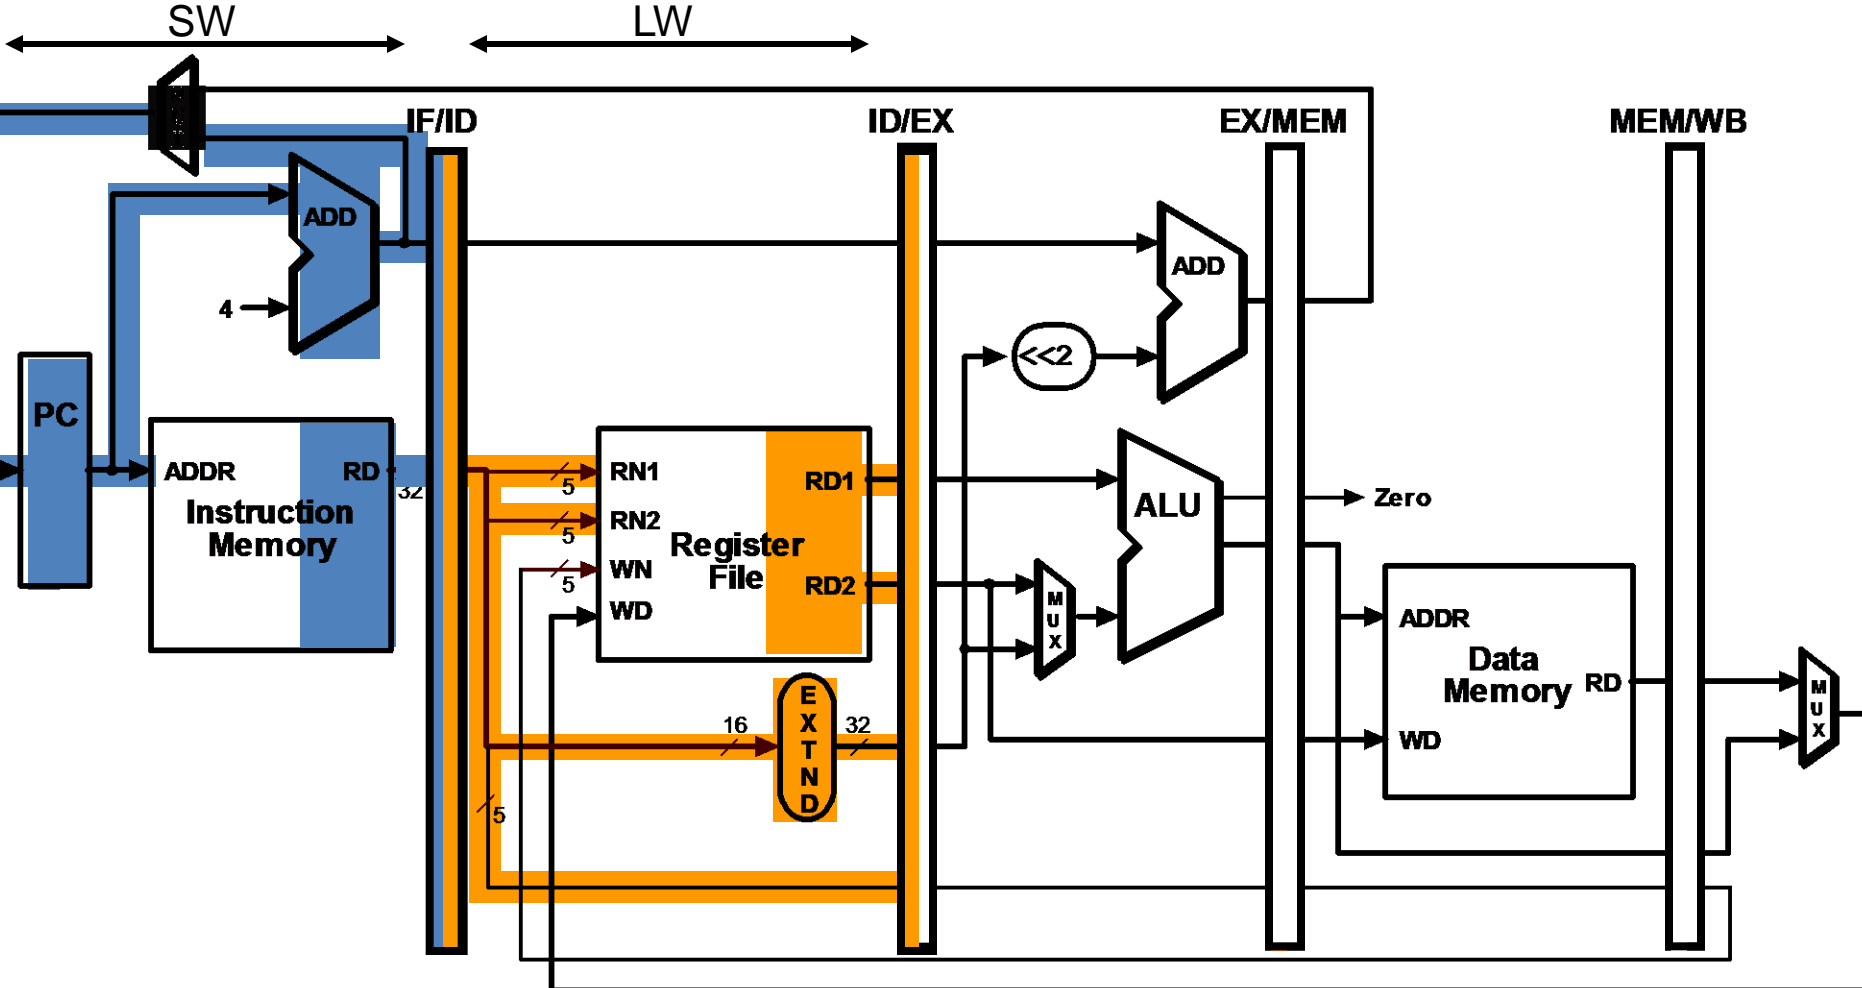 SW
LW
IF/ID
ID/EX
EX/MEM
MEM/WB
ADD
4
ADD
<<2
PC
ADDR
RD
32
Instruction
Memory
5
RN1
5
RN2
5
WN
WD
Register
File
RD1
RD2
ALU
Zero
M
U
X
ADDR
Data
Memory
RD
WD
M
U
X
16
E
X
T
N
D
32
5